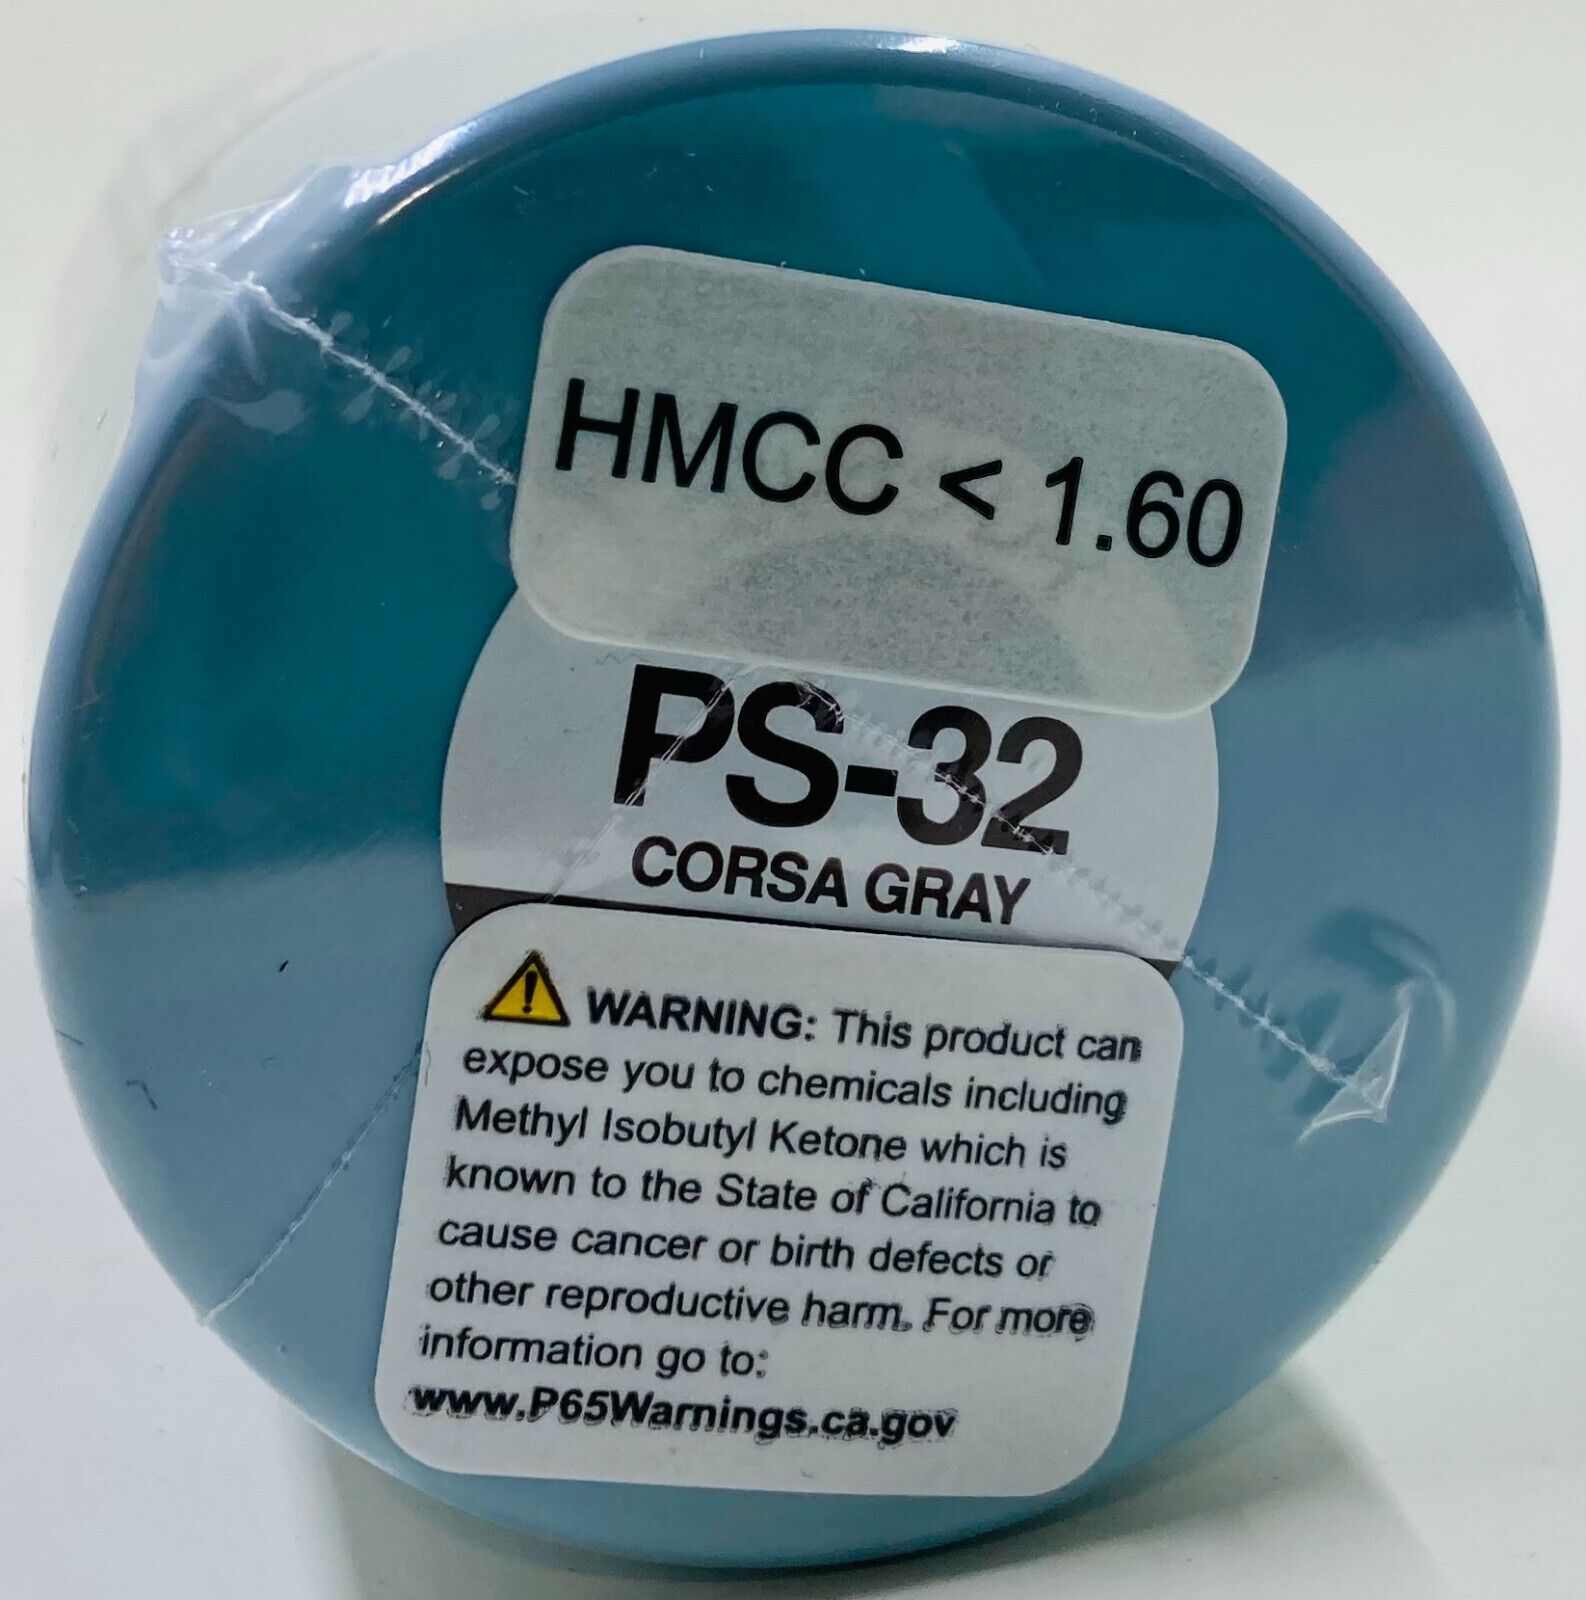 HMCC < 1.60
PS-32
CORSA GRAY
WARNING: This product can
expose you to chemicals including
Methyl Isobutyl Ketone which is
known to the State of California to
cause cancer or birth defects or
other reproductive harm. For more
information go to:
www.P65Warnings.ca.gov